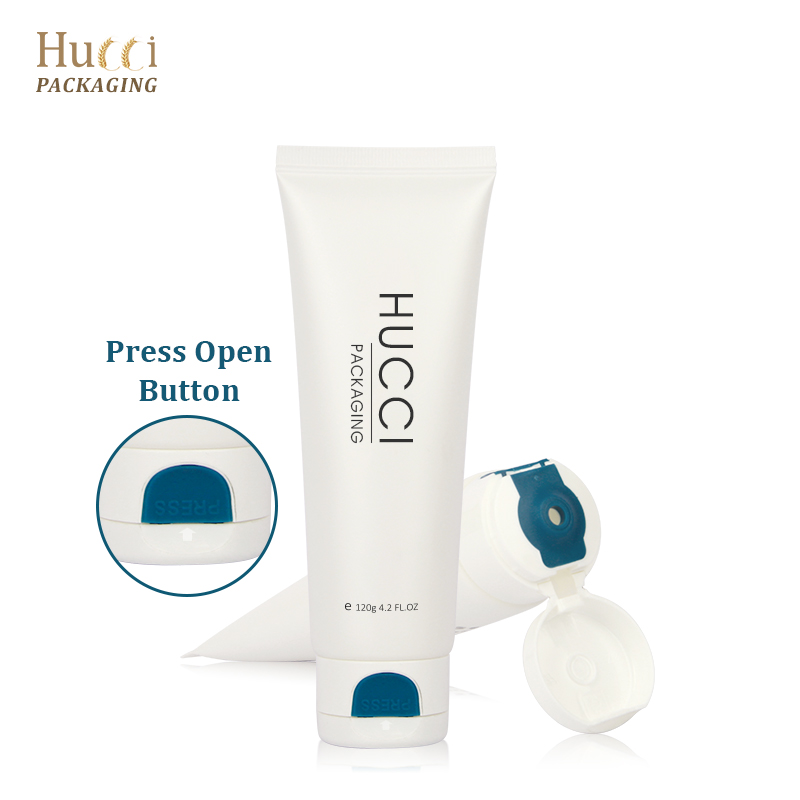 Hucci
PACKAGING
Press Open
Button
PRESS
HUCCI
PACKAGING
e 120g 4.2 FL.OZ
PRESS